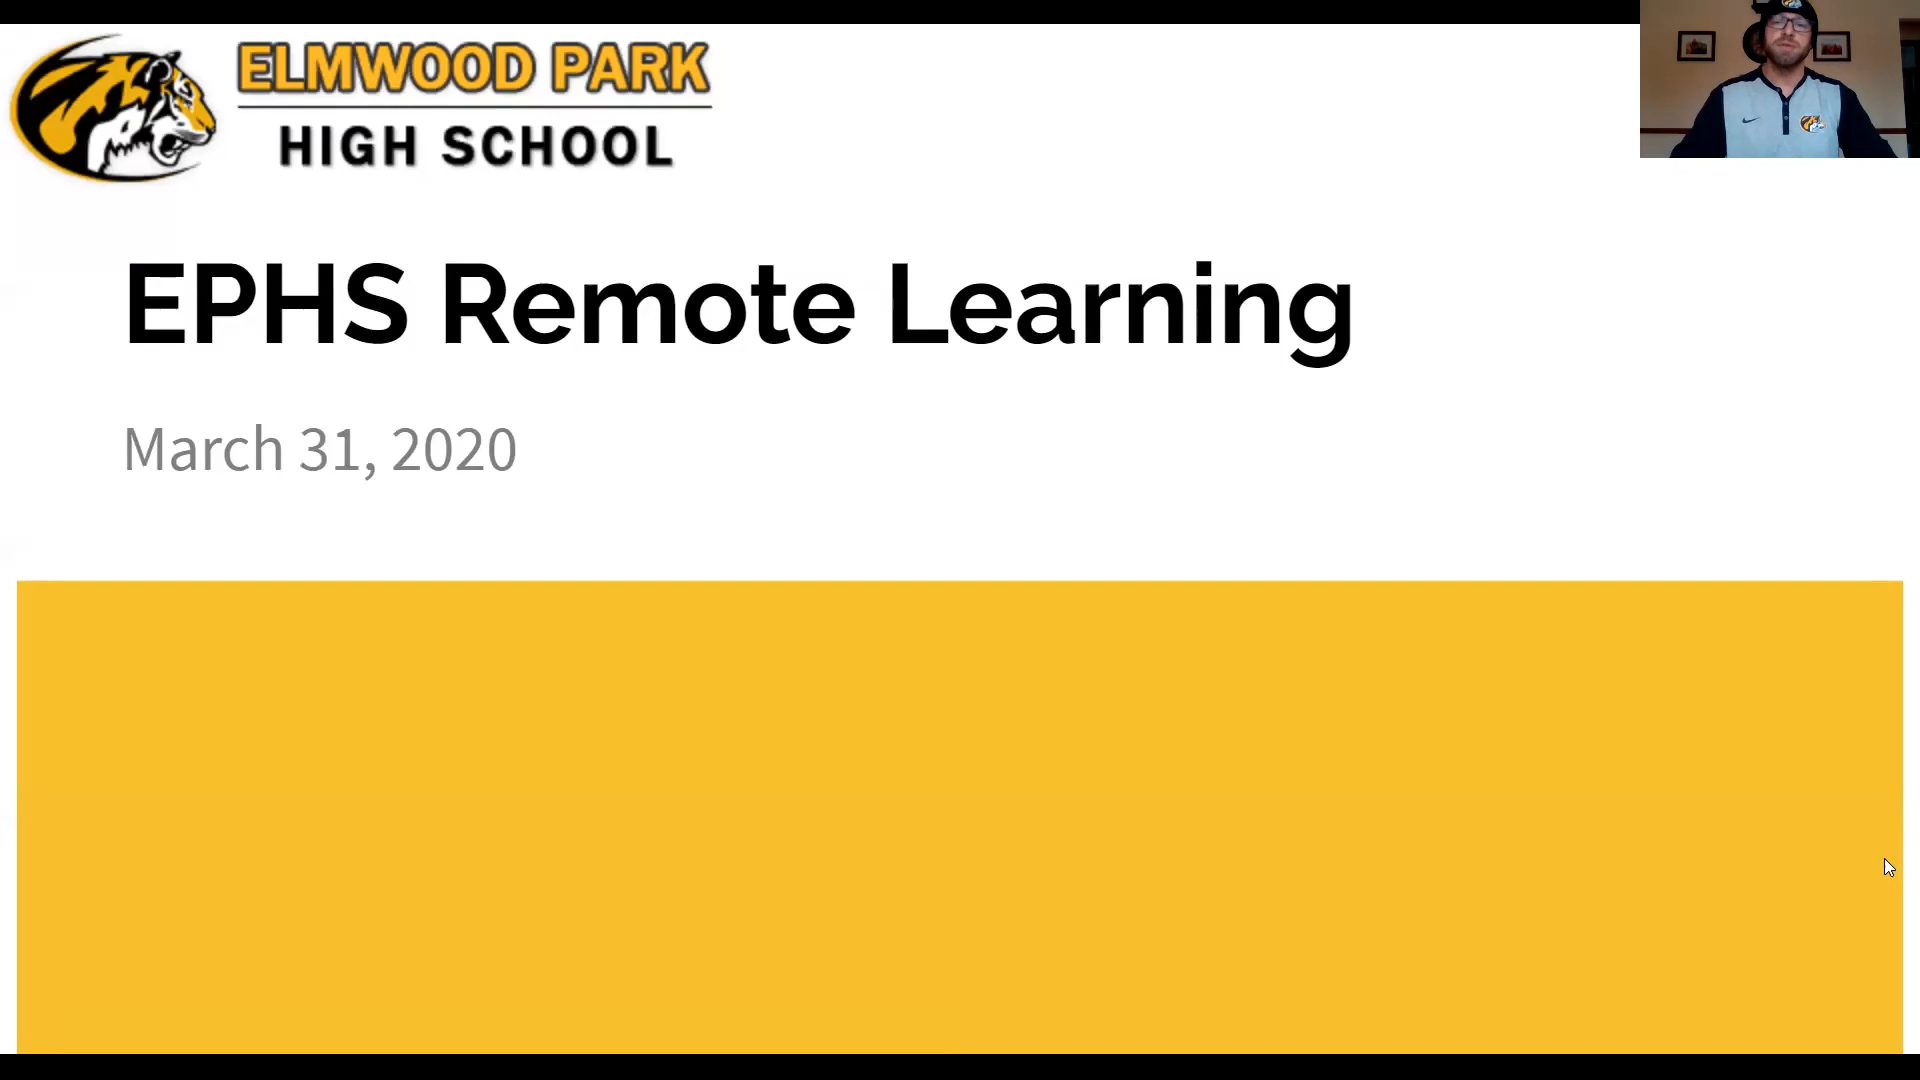 ELMWOOD PARK
HIGH SCHOOL
EPHS Remote Learning
March 31, 2020